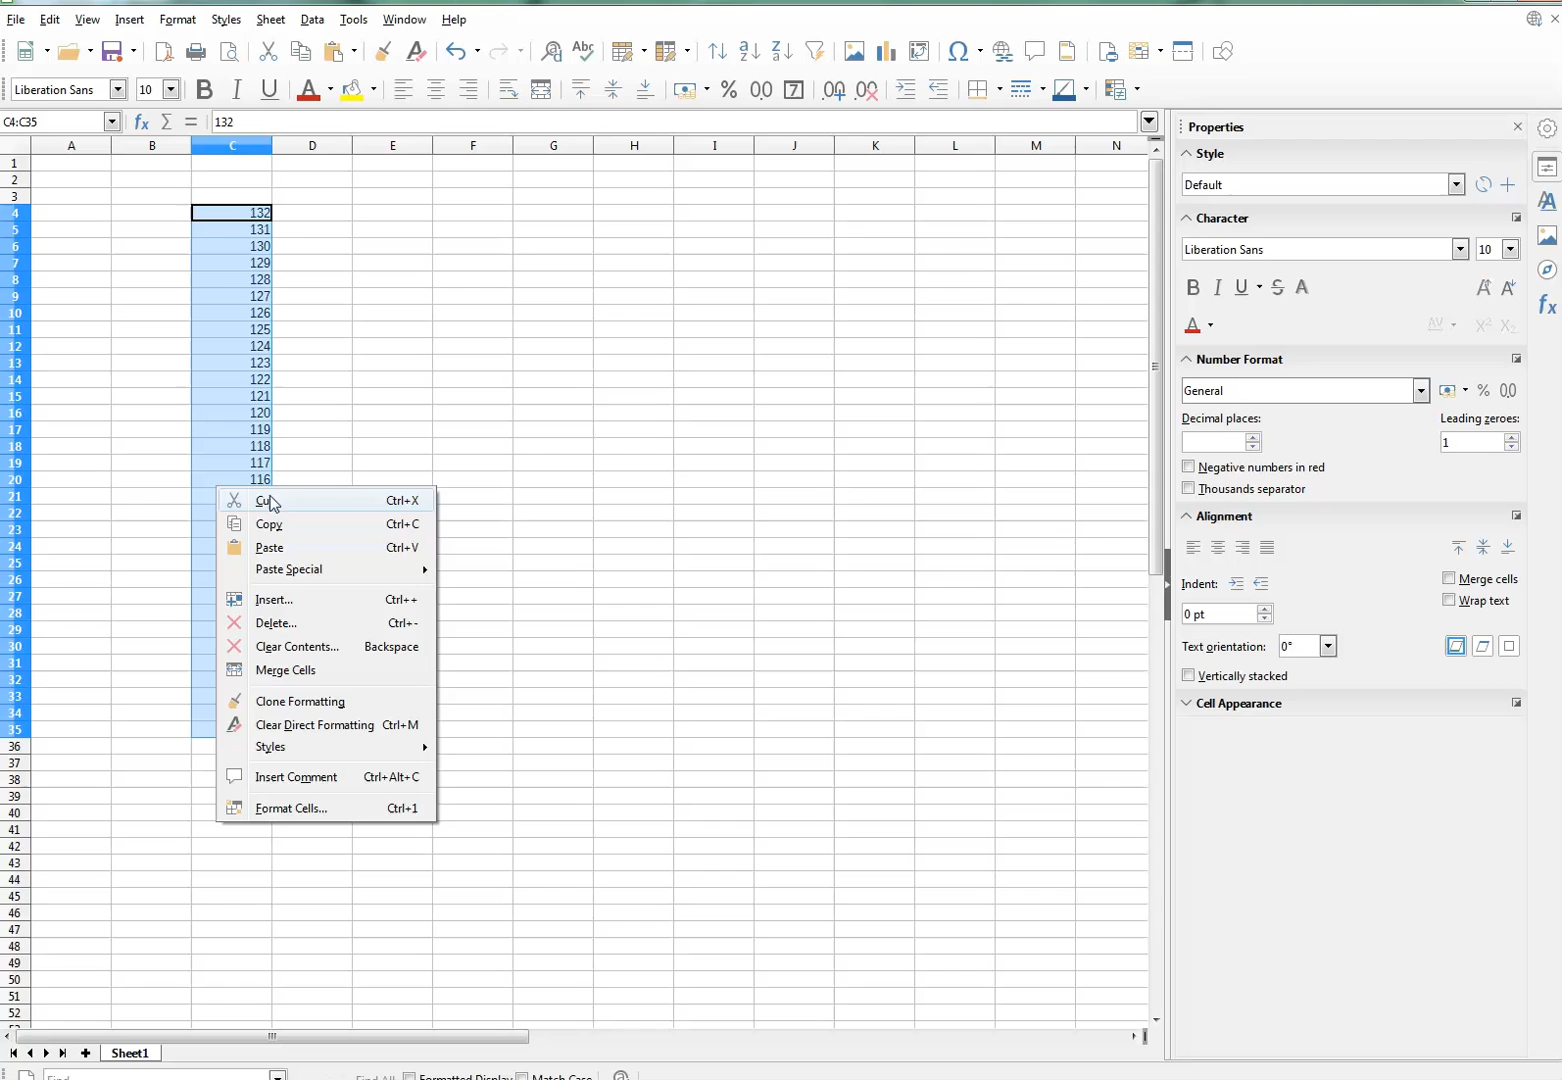 File Edit View Insert Format Styles Sheet Data Tools Window Help
Liberation Sans 10
C4:C35 132
A B C D E F G H I J K L M N
1
2
3
4 132
5 131
6 130
7 129
8 128
9 127
10 126
11 125
12 124
13 123
14 122
15 121
16 120
17 119
18 118
19 117
20 116
21
22
23
24
25
26
27
28
29
30
31
32
33
34
35
36
37
38
39
40
41
42
43
44
45
46
47
48
49
50
51
52
Ctrl+X
Copy Ctrl+C
Paste Ctrl+V
Paste Special
Insert... Ctrl++
Delete... Ctrl+-
Clear Contents... Backspace
Merge Cells
Clone Formatting
Clear Direct Formatting Ctrl+M
Styles
Insert Comment Ctrl+Alt+C
Format Cells... Ctrl+1
Properties
Style
Default
Character
Liberation Sans 10
Number Format
General
Decimal places: Leading zeroes:
1
Negative numbers in red
Thousands separator
Alignment
Indent: Merge cells
Wrap text
0 pt
Text orientation: 0°
Vertically stacked
Cell Appearance
Sheet1
Find Find All Formatted Display Match Case